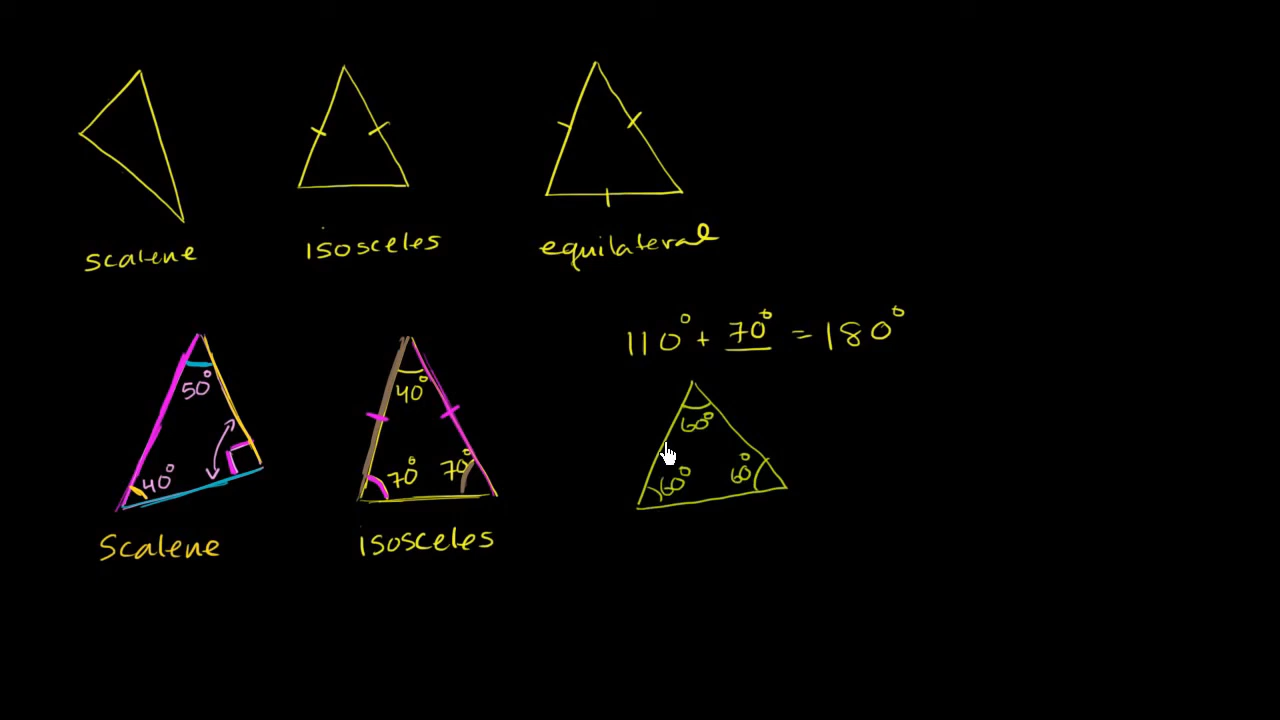 scalene
isosceles
equilateral
110° + 70° = 180°
50°
40°
40°
70° 70°
60°
60° 60°
Scalene
isosceles